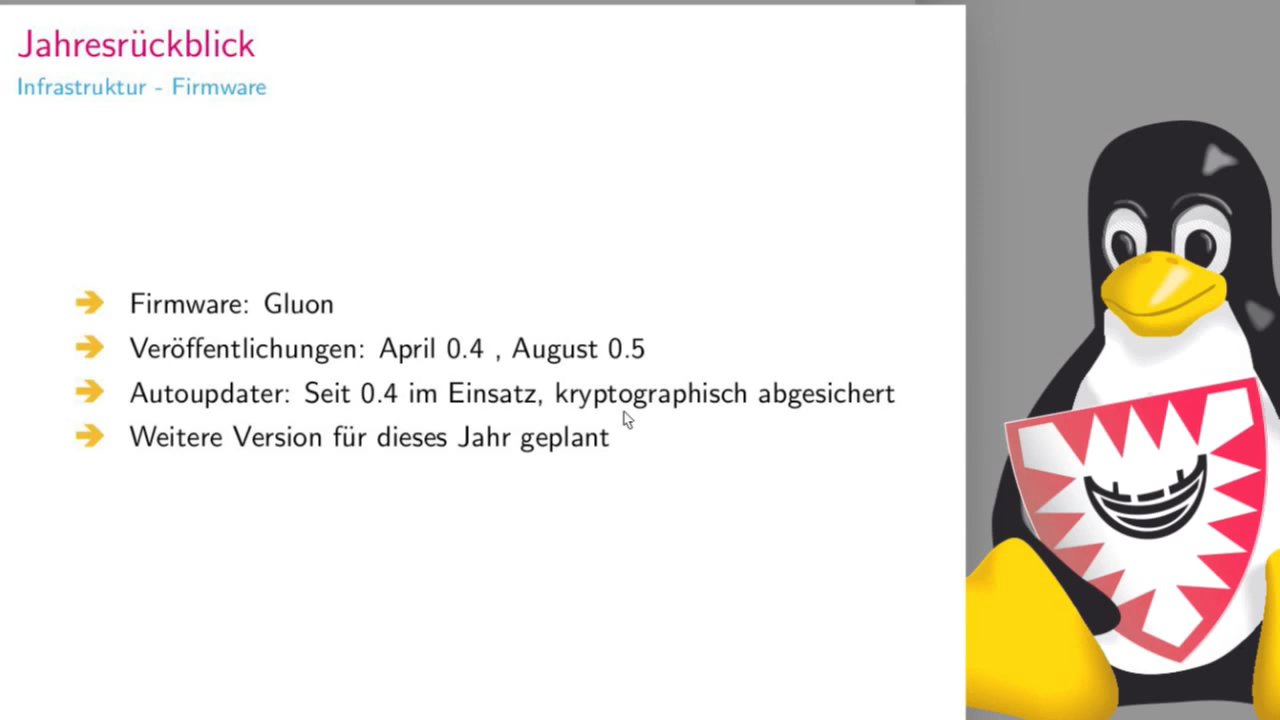 Jahresrückblick
Infrastruktur - Firmware
Firmware: Gluon
Veröffentlichungen: April 0.4 , August 0.5
Autoupdater: Seit 0.4 im Einsatz, kryptographisch abgesichert
Weitere Version für dieses Jahr geplant